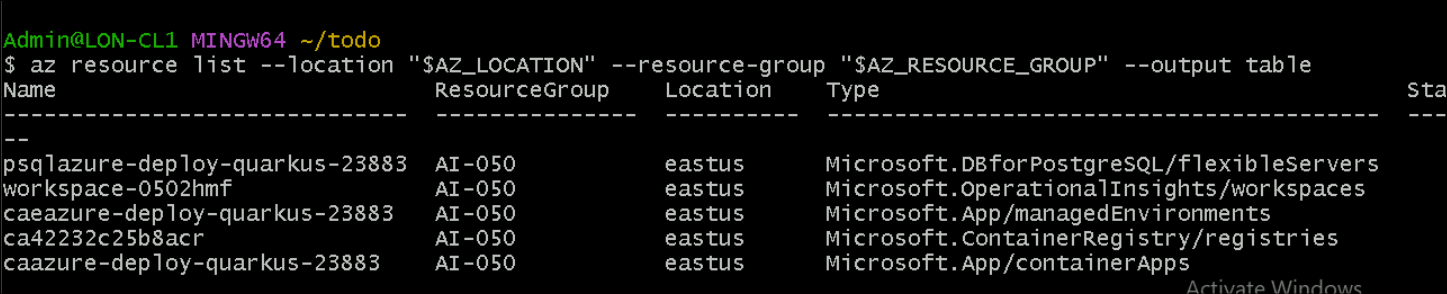 Admin@LON-CL1 MINGW64 ~/todo
$ az resource list --location "$AZ_LOCATION" --resource-group "$AZ_RESOURCE_GROUP" --output table
Name                            ResourceGroup    Location    Type                                       Sta
------------------------------  ---------------  ----------  -----------------------------------------  ---
--
psqlazure-deploy-quarkus-23883  AI-050           eastus      Microsoft.DBforPostgreSQL/flexibleServers
workspace-0502hmf               AI-050           eastus      Microsoft.OperationalInsights/workspaces
caeazure-deploy-quarkus-23883   AI-050           eastus      Microsoft.App/managedEnvironments
ca42232c25b8acr                 AI-050           eastus      Microsoft.ContainerRegistry/registries
caazure-deploy-quarkus-23883    AI-050           eastus      Microsoft.App/containerApps
Activate Windows